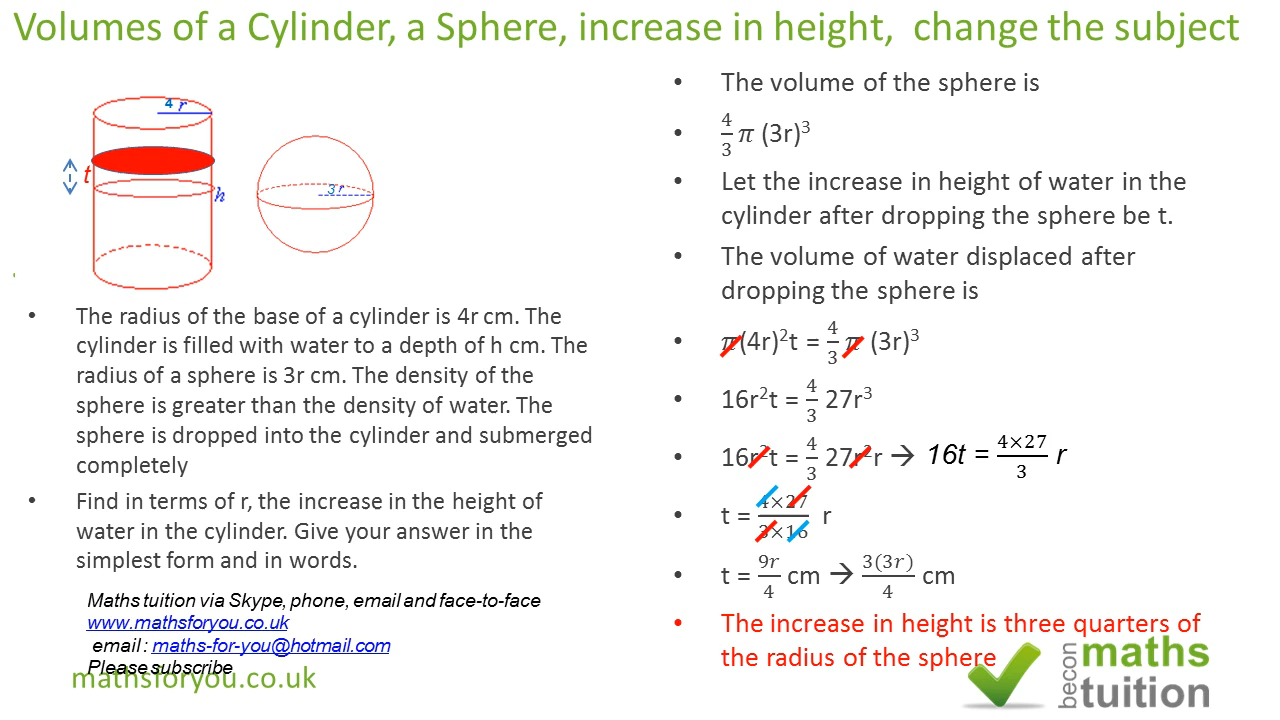 Volumes of a Cylinder, a Sphere, increase in height, change the subject
4 r
t
h
3 r
• The radius of the base of a cylinder is 4r cm. The
cylinder is filled with water to a depth of h cm. The
radius of a sphere is 3r cm. The density of the
sphere is greater than the density of water. The
sphere is dropped into the cylinder and submerged
completely
• Find in terms of r, the increase in the height of
water in the cylinder. Give your answer in the
simplest form and in words.
Maths tuition via Skype, phone, email and face-to-face
www.mathsforyou.co.uk
email : maths-for-you@hotmail.com
Please subscribe
mathsforyou.co.uk
• The volume of the sphere is
• 4/3 π (3r)³
• Let the increase in height of water in the
cylinder after dropping the sphere be t.
• The volume of water displaced after
dropping the sphere is
• π(4r)²t = 4/3 π (3r)³
• 16r²t = 4/3 27r³
• 16r²t = 4/3 27r²r → 16t = 4×27/3 r
• t = 4×27/3×16 r
• t = 9r/4 cm → 3(3r)/4 cm
• The increase in height is three quarters of
the radius of the sphere
becon maths tuition